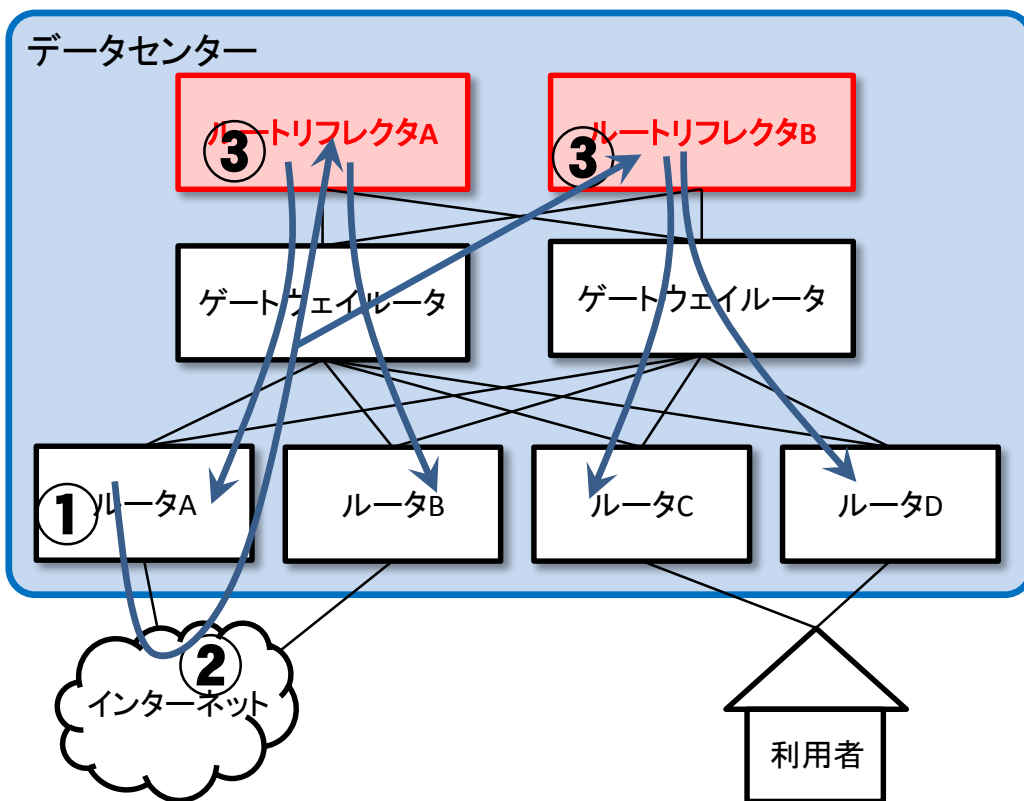 データセンター
ルートリフレクタA
ルートリフレクタB
③
③
ゲートウェイルータ
ゲートウェイルータ
①
ルータA
ルータB
ルータC
ルータD
②
インターネット
利用者